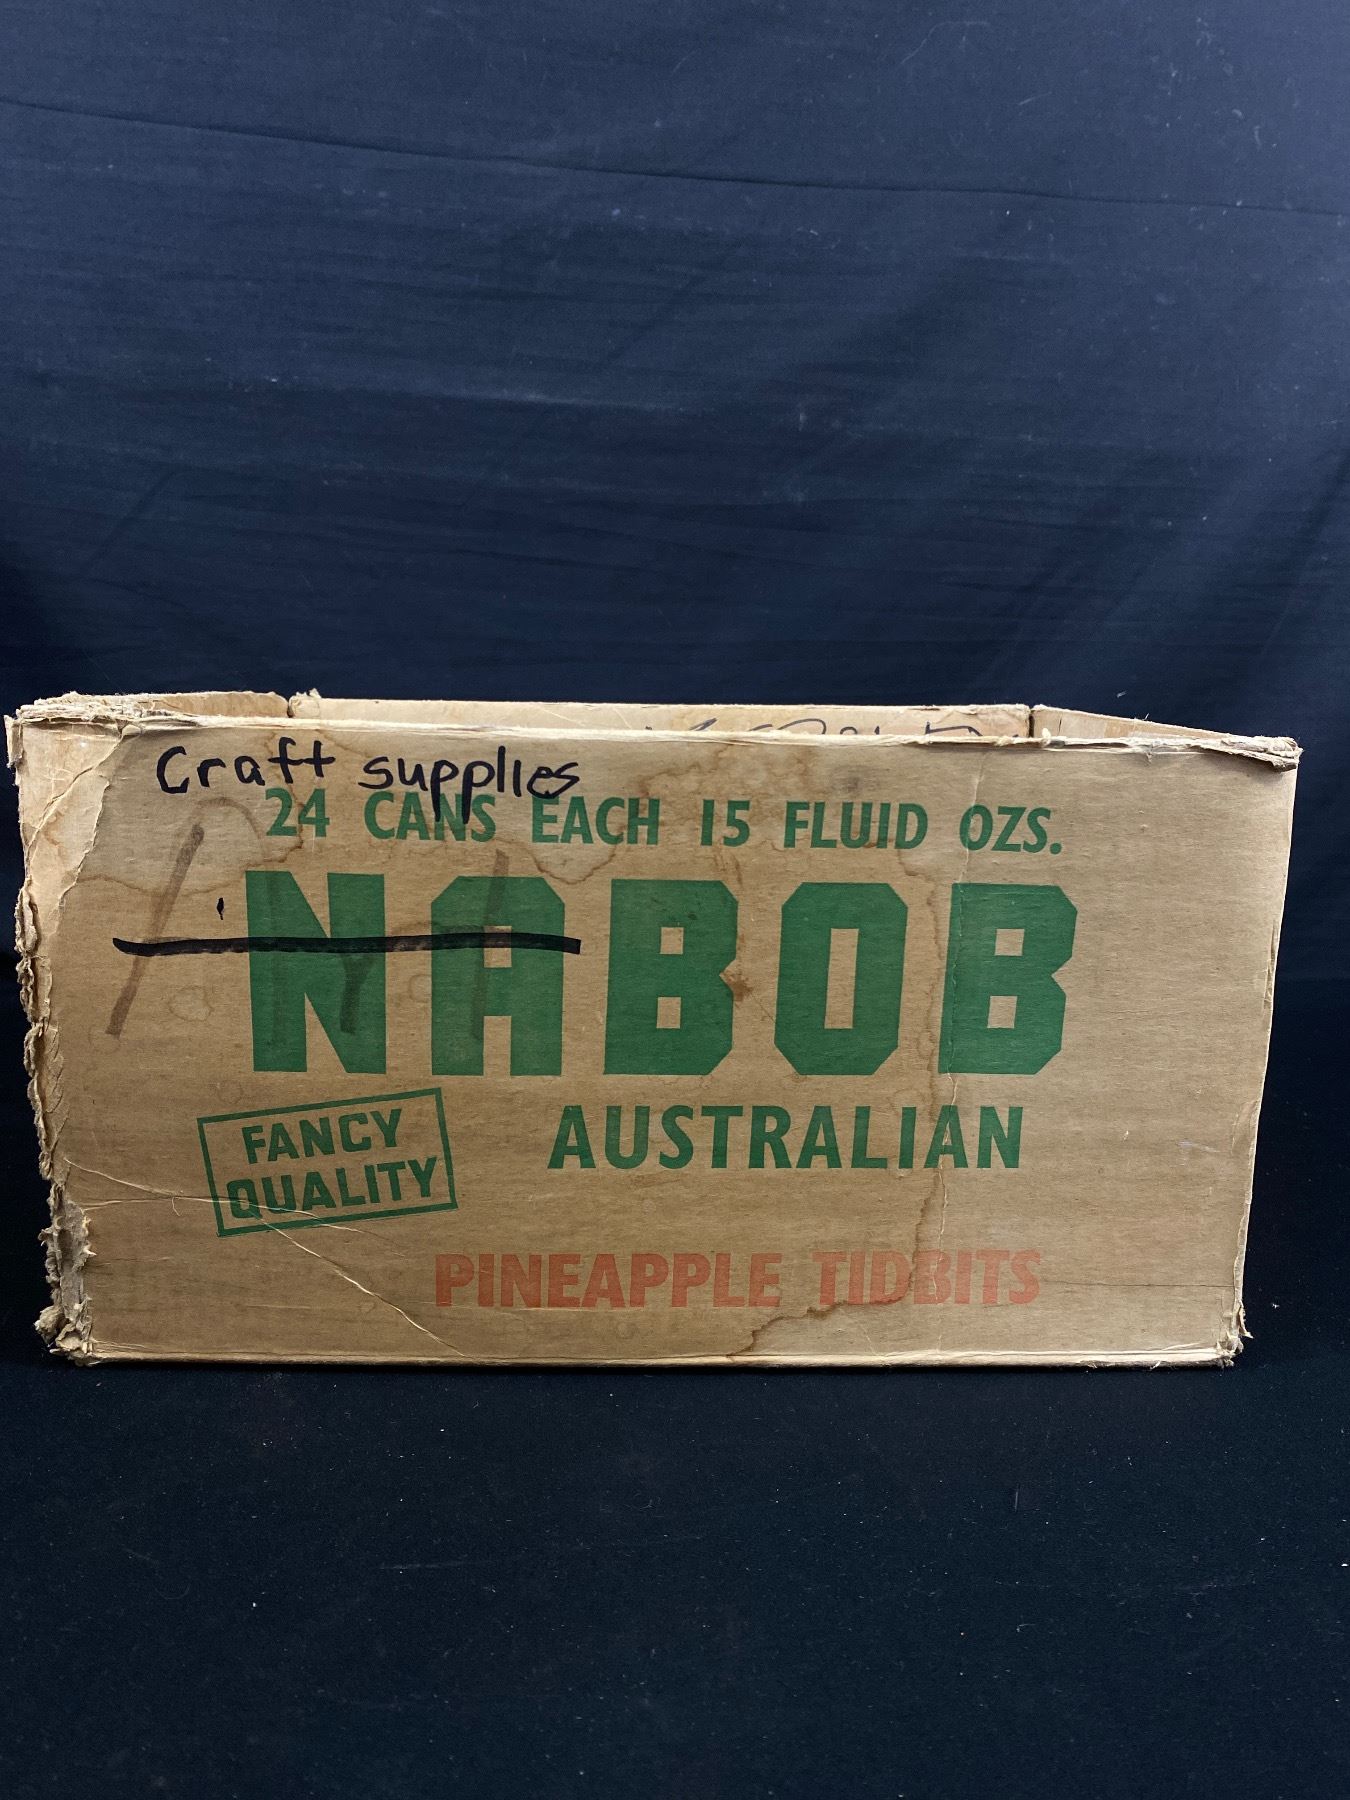 Craft supplies
24 CANS EACH 15 FLUID OZS.
NABOB
FANCY
QUALITY
AUSTRALIAN
PINEAPPLE TIDBITS